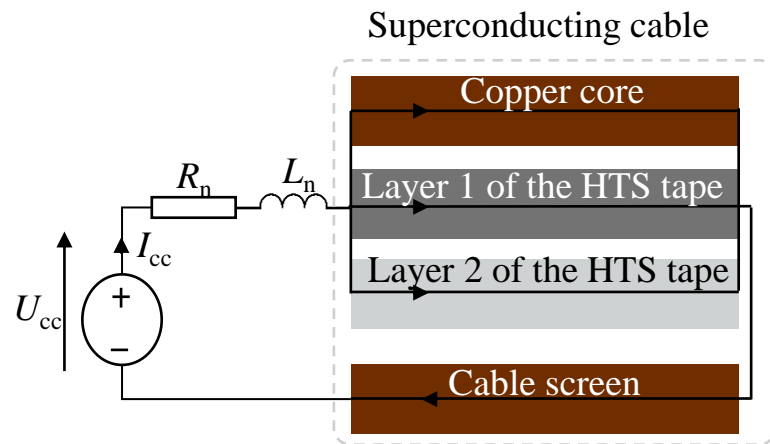 Superconducting cable
Copper core
R_n
L_n
Layer 1 of the HTS tape
I_cc
Layer 2 of the HTS tape
U_cc
+
−
Cable screen